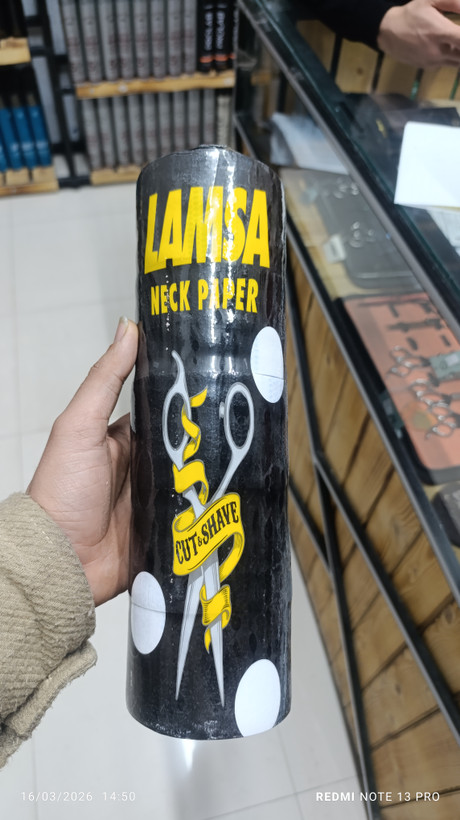 LAMSA
NECK PAPER
CUT & SHAVE
16/03/2026 14:50
REDMI NOTE 13 PRO